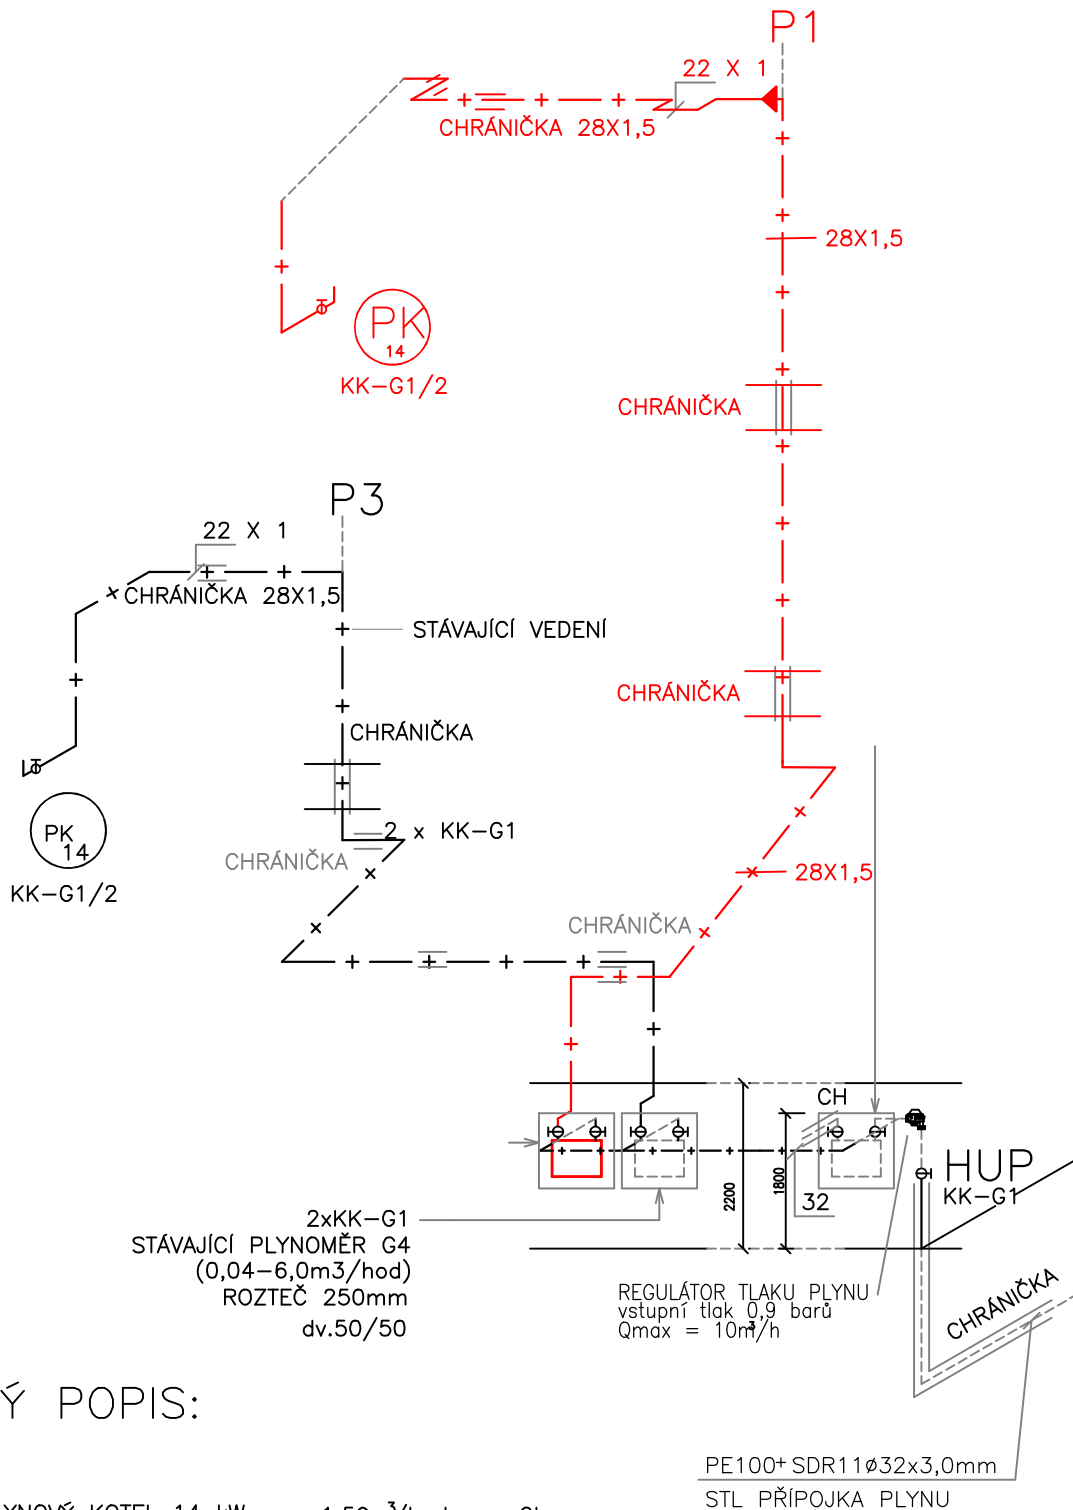 P1
22 X 1
CHRÁNIČKA 28X1,5
28X1,5
PK
14
KK-G1/2
CHRÁNIČKA
P3
22 X 1
CHRÁNIČKA 28X1,5
STÁVAJÍCÍ VEDENÍ
CHRÁNIČKA
CHRÁNIČKA
PK
14
KK-G1/2
2 x KK-G1
CHRÁNIČKA
28X1,5
CHRÁNIČKA
CH
2200
1800
32
HUP
KK-G1
2xKK-G1
STÁVAJÍCÍ PLYNOMĚR G4
(0,04-6,0m3/hod)
ROZTEČ 250mm
dv.50/50
REGULÁTOR TLAKU PLYNU
vstupní tlak 0,9 barů
Qmax = 10m³/h
CHRÁNIČKA
Ý POPIS:
PE100+SDR11ø32x3,0mm
STL PŘÍPOJKA PLYNU